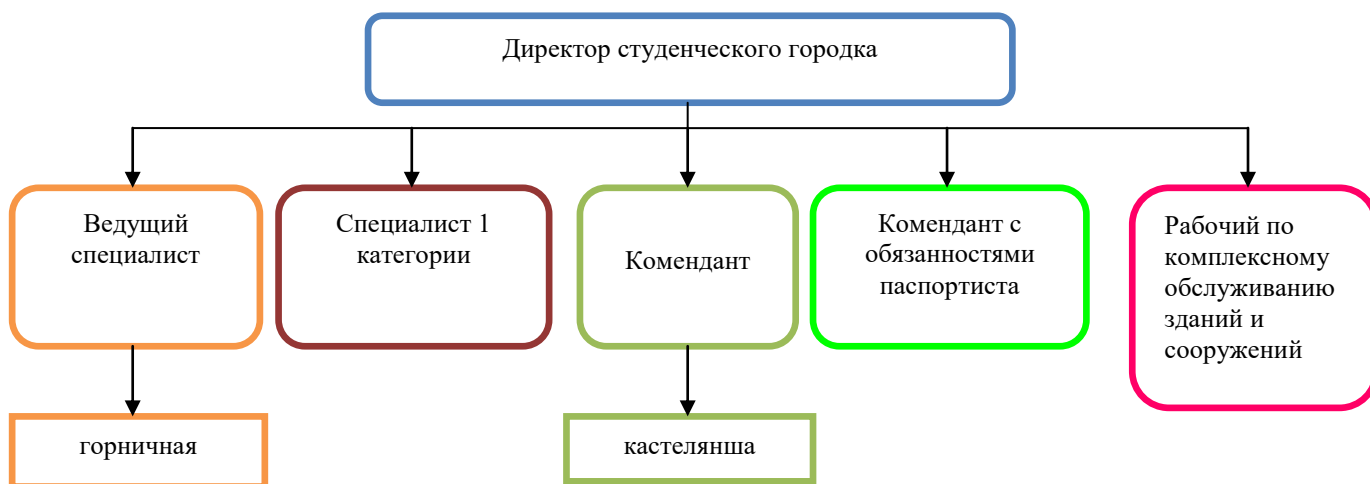 Директор студенческого городка
Ведущий
специалист
Специалист 1
категории
Комендант
Комендант с
обязанностями
паспортиста
Рабочий по
комплексному
обслуживанию
зданий и
сооружений
горничная
кастелянша